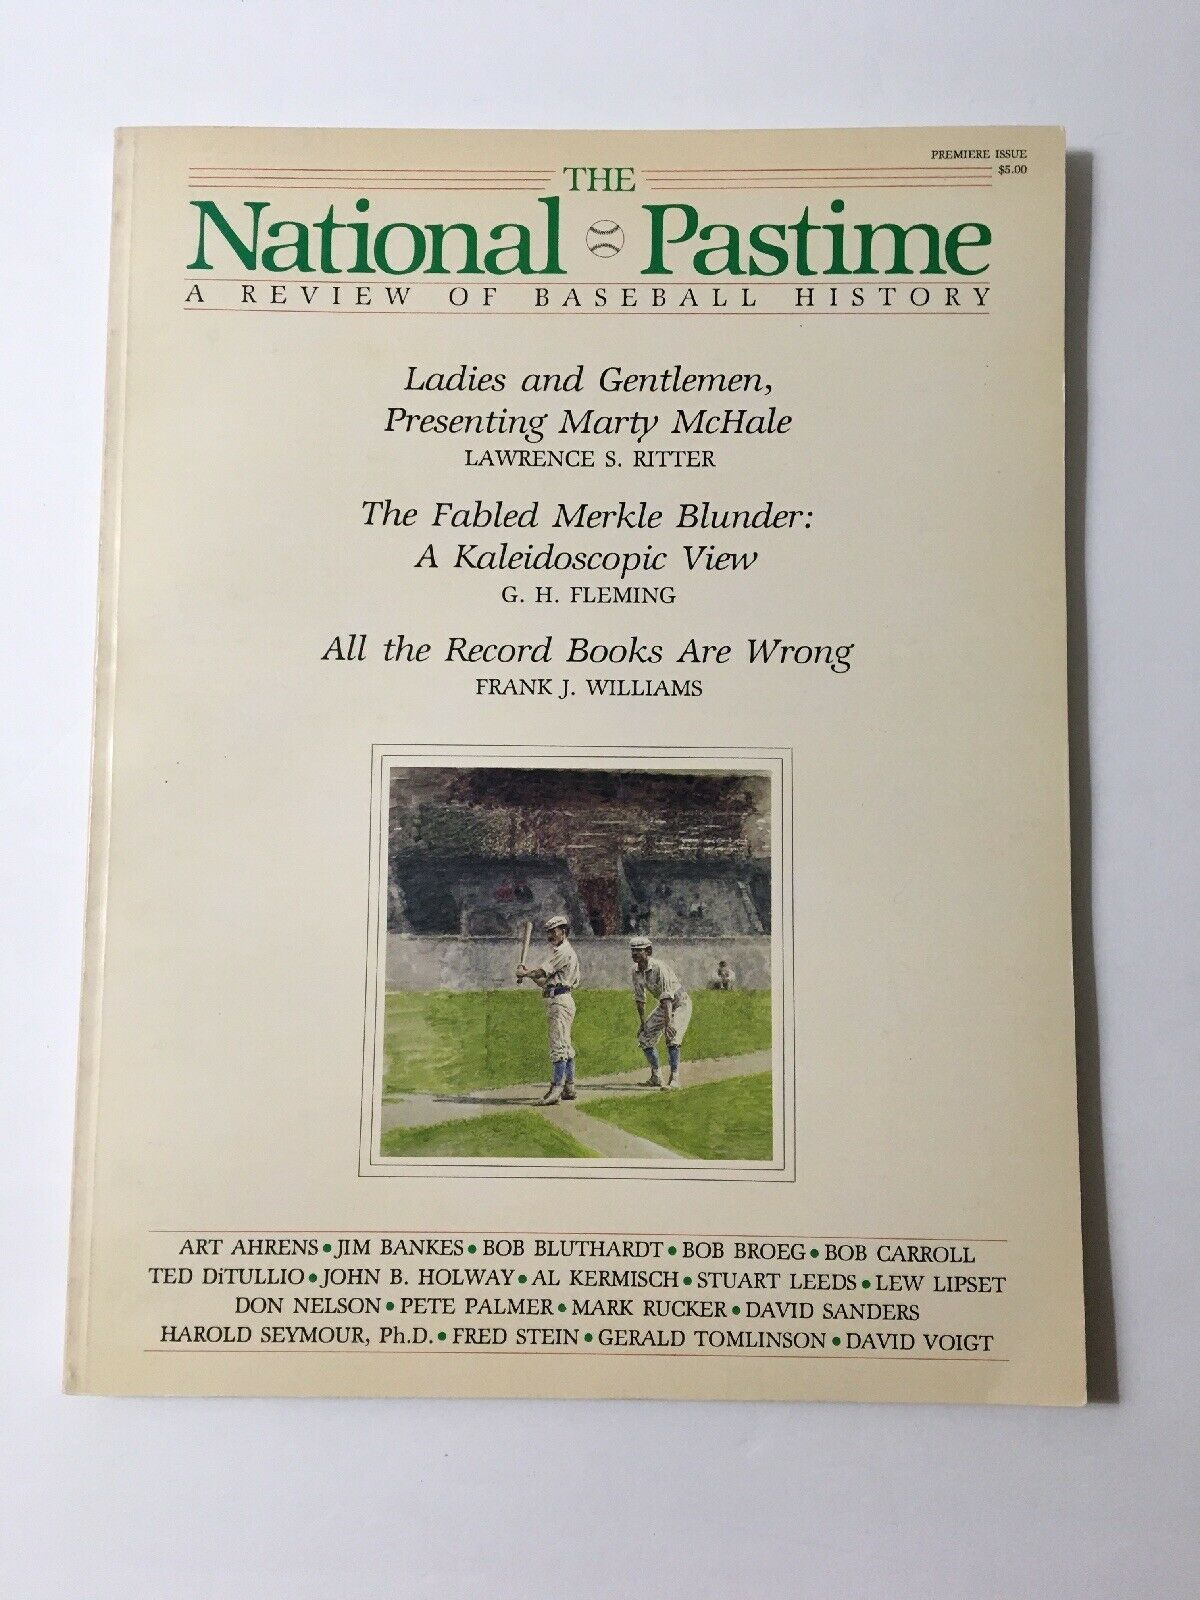 PREMIERE ISSUE
$5.00
THE
National Pastime
A REVIEW OF BASEBALL HISTORY
Ladies and Gentlemen,
Presenting Marty McHale
LAWRENCE S. RITTER
The Fabled Merkle Blunder:
A Kaleidoscopic View
G. H. FLEMING
All the Record Books Are Wrong
FRANK J. WILLIAMS
ART AHRENS • JIM BANKES • BOB BLUTHARDT • BOB BROEG • BOB CARROLL
TED DiTULLIO • JOHN B. HOLWAY • AL KERMISCH • STUART LEEDS • LEW LIPSET
DON NELSON • PETE PALMER • MARK RUCKER • DAVID SANDERS
HAROLD SEYMOUR, Ph.D. • FRED STEIN • GERALD TOMLINSON • DAVID VOIGT